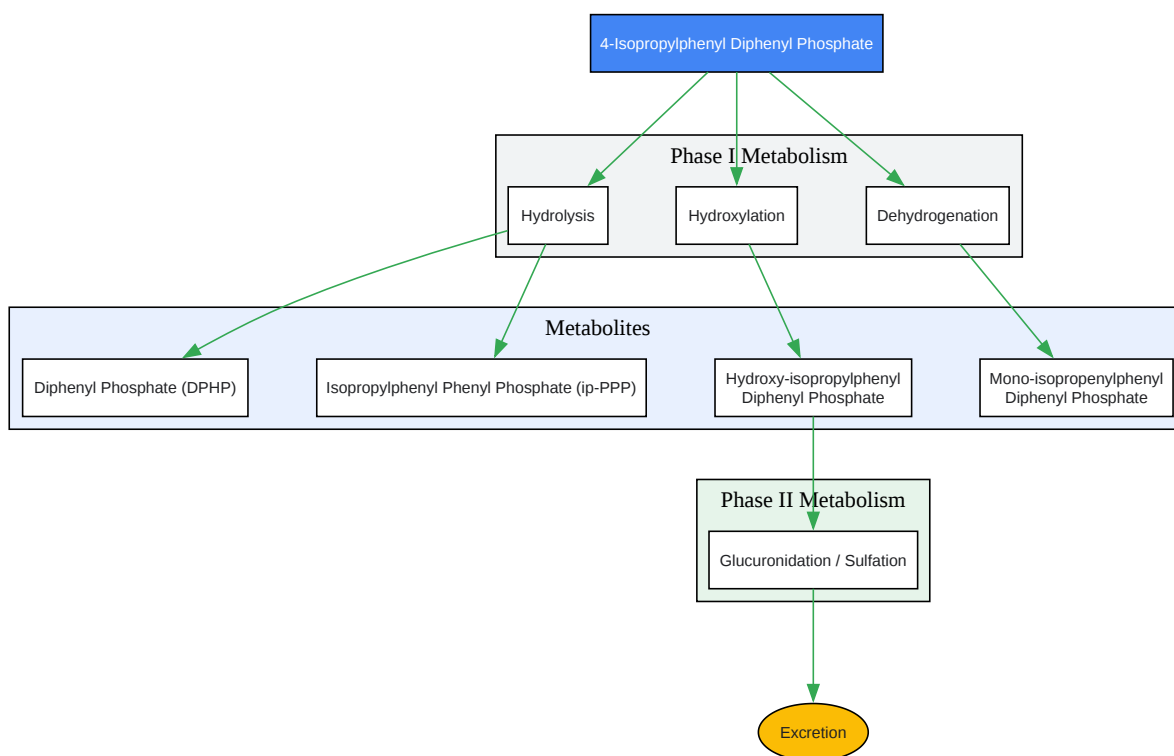 4-Isopropylphenyl Diphenyl Phosphate
Phase I Metabolism
Hydrolysis
Hydroxylation
Dehydrogenation
Metabolites
Diphenyl Phosphate (DPHP)
Isopropylphenyl Phenyl Phosphate (ip-PPP)
Hydroxy-isopropylphenyl
Diphenyl Phosphate
Mono-isopropenylphenyl
Diphenyl Phosphate
Phase II Metabolism
Glucuronidation / Sulfation
Excretion